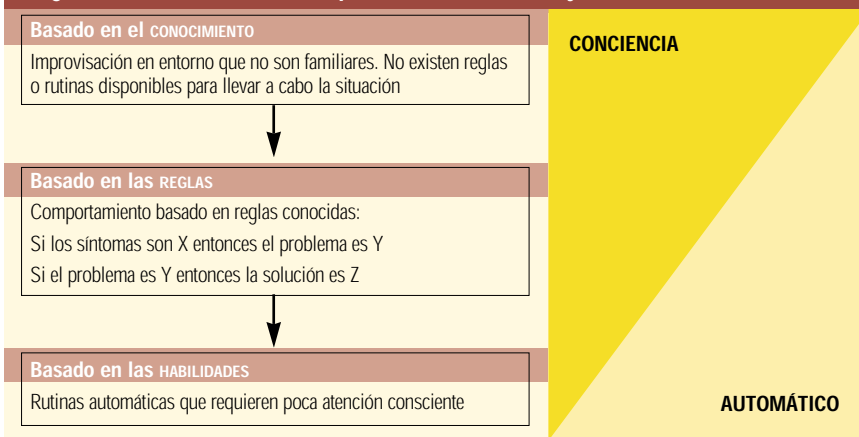 Basado en el CONOCIMIENTO
Improvisación en entorno que no son familiares. No existen reglas
o rutinas disponibles para llevar a cabo la situación
CONCIENCIA
Basado en las REGLAS
Comportamiento basado en reglas conocidas:
Si los síntomas son X entonces el problema es Y
Si el problema es Y entonces la solución es Z
Basado en las HABILIDADES
Rutinas automáticas que requieren poca atención consciente
AUTOMÁTICO